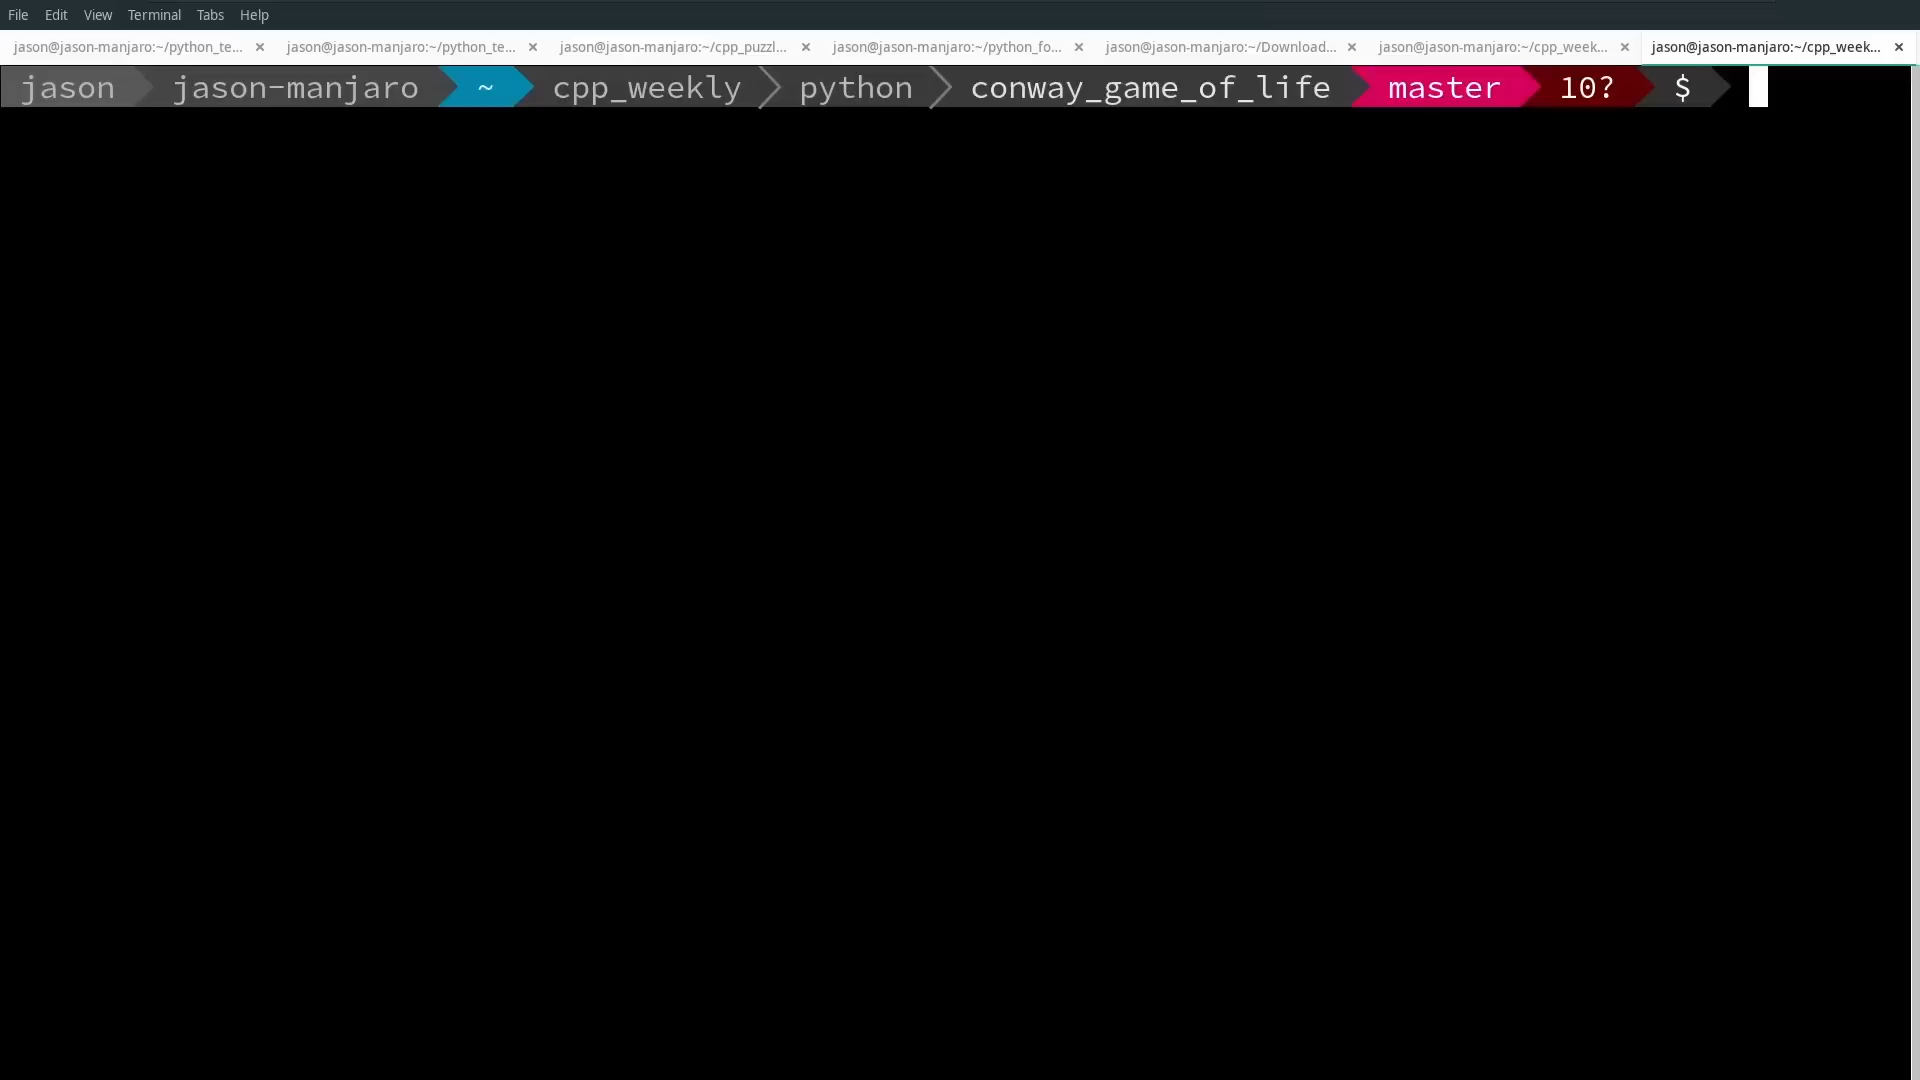 File Edit View Terminal Tabs Help
jason@jason-manjaro:~/python_te... × jason@jason-manjaro:~/python_te... × jason@jason-manjaro:~/cpp_puzzl... × jason@jason-manjaro:~/python_fo... × jason@jason-manjaro:~/Download... × jason@jason-manjaro:~/cpp_week... × jason@jason-manjaro:~/cpp_week... ×
jason jason-manjaro ~ cpp_weekly python conway_game_of_life master 10? $